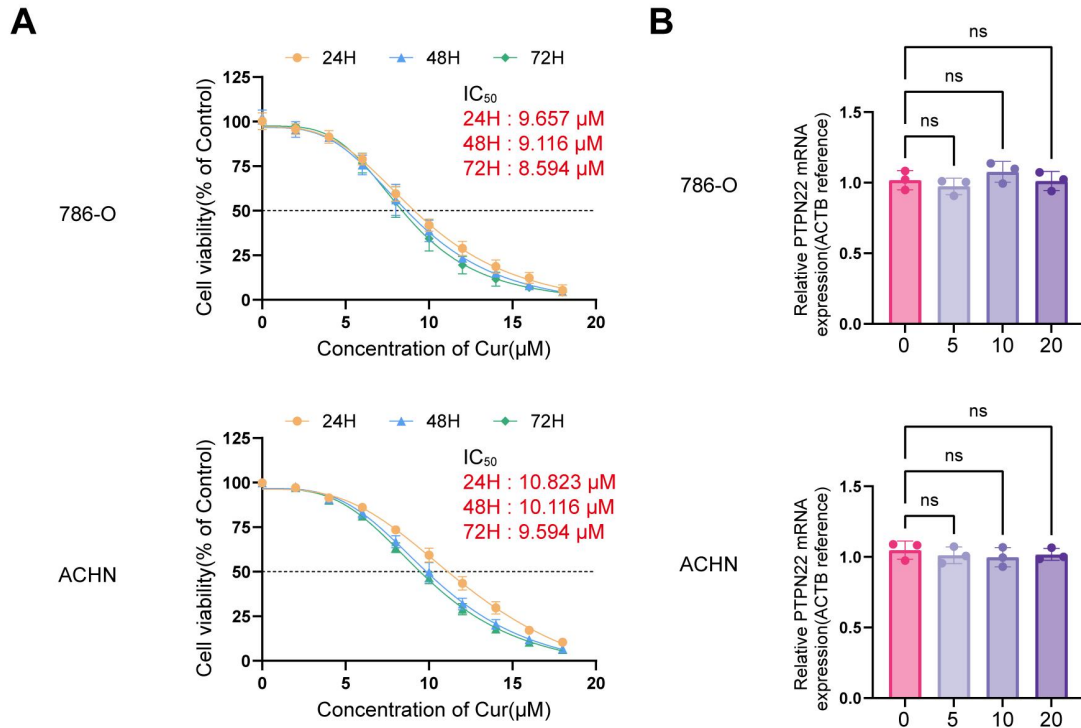 A
24H 48H 72H
Cell viability(% of Control)
125
100
75
50
25
0
0 5 10 15 20
Concentration of Cur(μM)
IC50
24H : 9.657 μM
48H : 9.116 μM
72H : 8.594 μM
786-O
24H 48H 72H
Cell viability(% of Control)
125
100
75
50
25
0
0 5 10 15 20
Concentration of Cur(μM)
IC50
24H : 10.823 μM
48H : 10.116 μM
72H : 9.594 μM
ACHN
B
786-O
Relative PTPN22 mRNA
expression(ACTB reference)
1.5
1.0
0.5
0.0
ns
ns
ns
0 5 10 20
ACHN
Relative PTPN22 mRNA
expression(ACTB reference)
1.5
1.0
0.5
0.0
ns
ns
ns
0 5 10 20